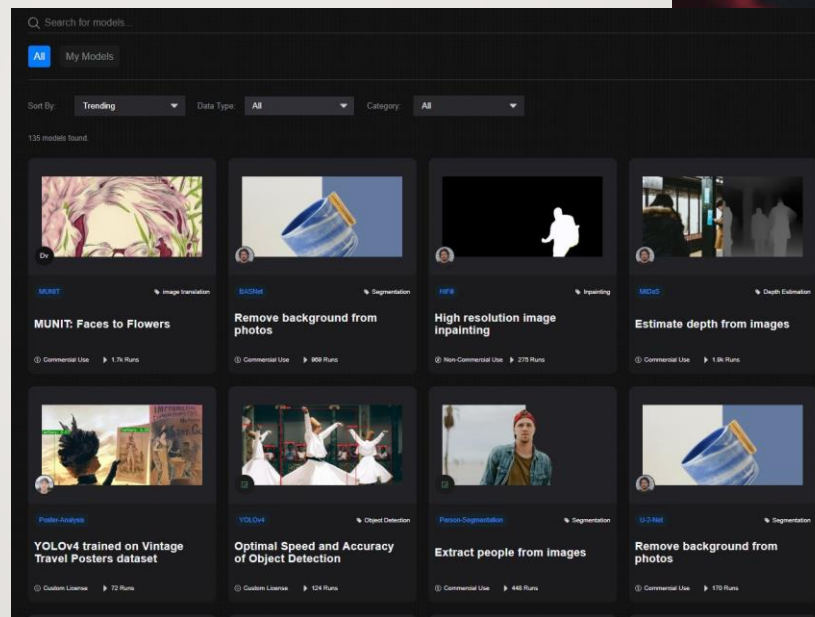 Search for models...
All My Models
Sort By: Trending Data Type: All Category: All
135 models found.
Dv
MUNIT image translation
MUNIT: Faces to Flowers
Commercial Use 1.7k Runs
BASNet Segmentation
Remove background from
photos
Commercial Use 969 Runs
HiFill Inpainting
High resolution image
inpainting
Non-Commercial Use 275 Runs
MiDaS Depth Estimation
Estimate depth from images
Commercial Use 1.9k Runs
Poster-Analysis
YOLOv4 trained on Vintage
Travel Posters dataset
Custom License 72 Runs
YOLOV4 Object Detection
Optimal Speed and Accuracy
of Object Detection
Custom License 124 Runs
Person-Segmentation Segmentation
Extract people from images
Commercial Use 448 Runs
U-2-Net Segmentation
Remove background from
photos
Commercial Use 170 Runs